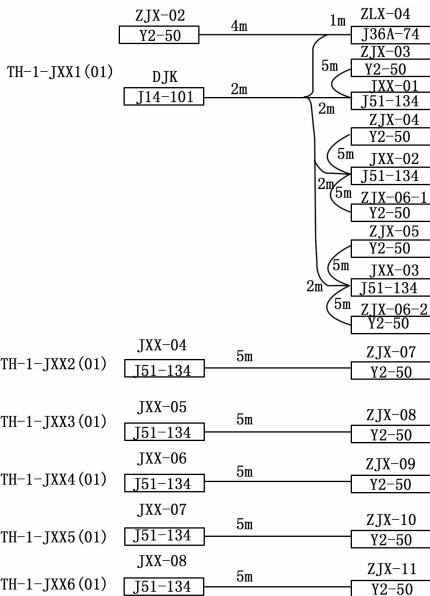 ZJX-02 ZLX-04
4m 1m
Y2-50 J36A-74
ZJX-03
5m Y2-50
TH-1-JXX1(01) DJK JXX-01
J14-101 2m 2m J51-134
ZJX-04
Y2-50
5m JXX-02
2m J51-134
5m ZJX-06-1
Y2-50
ZJX-05
Y2-50
5m JXX-03
2m J51-134
5m ZJX-06-2
Y2-50
JXX-04 5m ZJX-07
TH-1-JXX2(01) J51-134 Y2-50
JXX-05 5m ZJX-08
TH-1-JXX3(01) J51-134 Y2-50
JXX-06 5m ZJX-09
TH-1-JXX4(01) J51-134 Y2-50
JXX-07 5m ZJX-10
TH-1-JXX5(01) J51-134 Y2-50
JXX-08 5m ZJX-11
TH-1-JXX6(01) J51-134 Y2-50